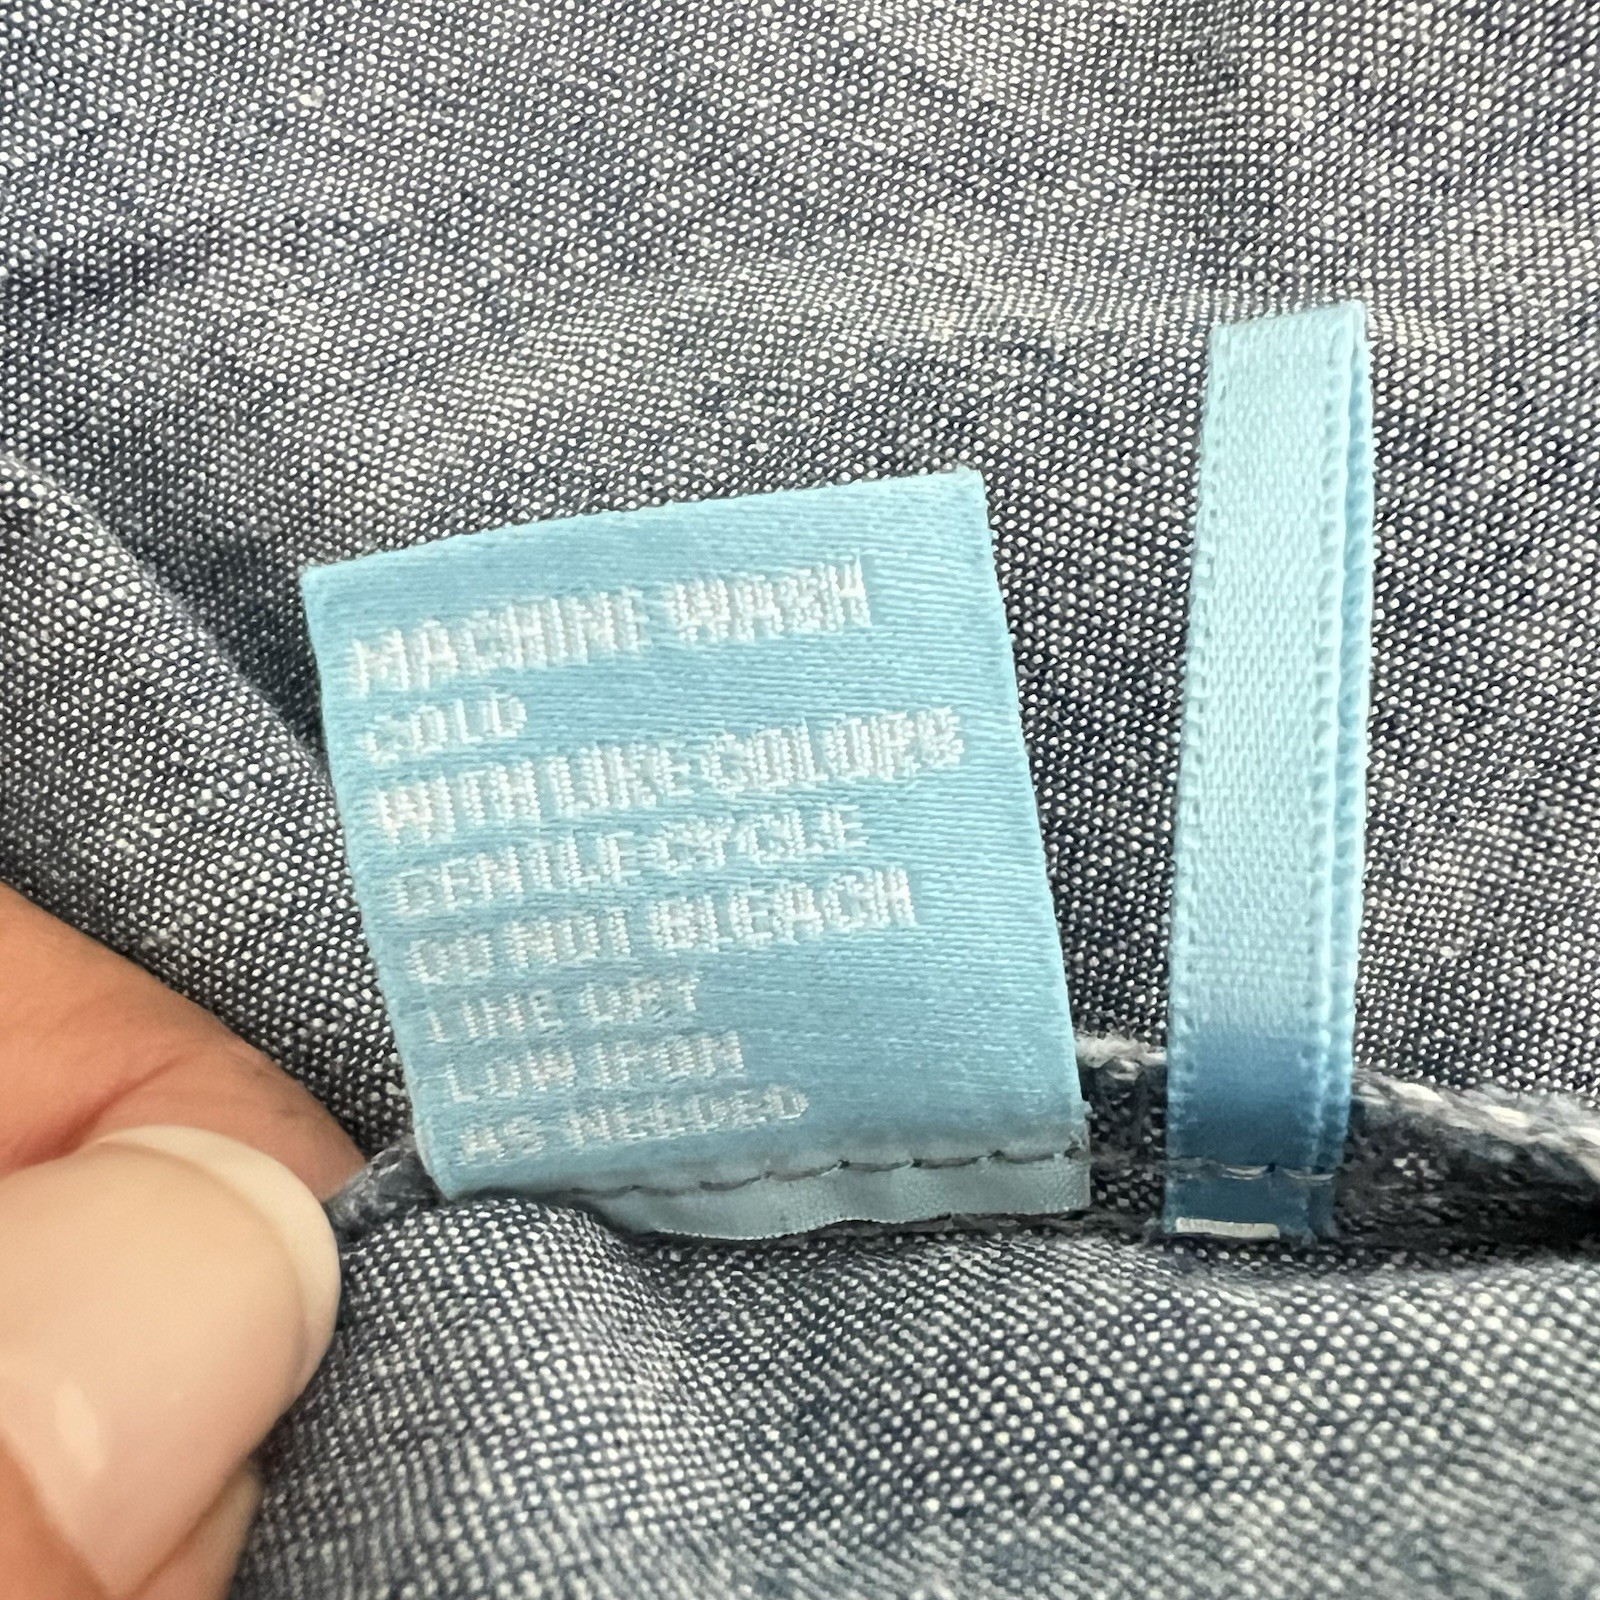 MACHINE WASH
COLD
WITH LIKE COLORS
GENTLE CYCLE
DO NOT BLEACH
LINE DRY
LOW IRON
AS NEEDED